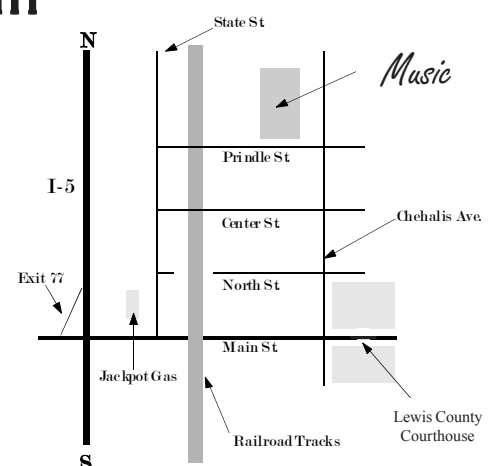 State St.
N
Music
Prindle St.
I-5
Center St.
Chehalis Ave.
Exit 77
North St.
Main St.
Jackpot Gas
Lewis County
Courthouse
Railroad Tracks
S